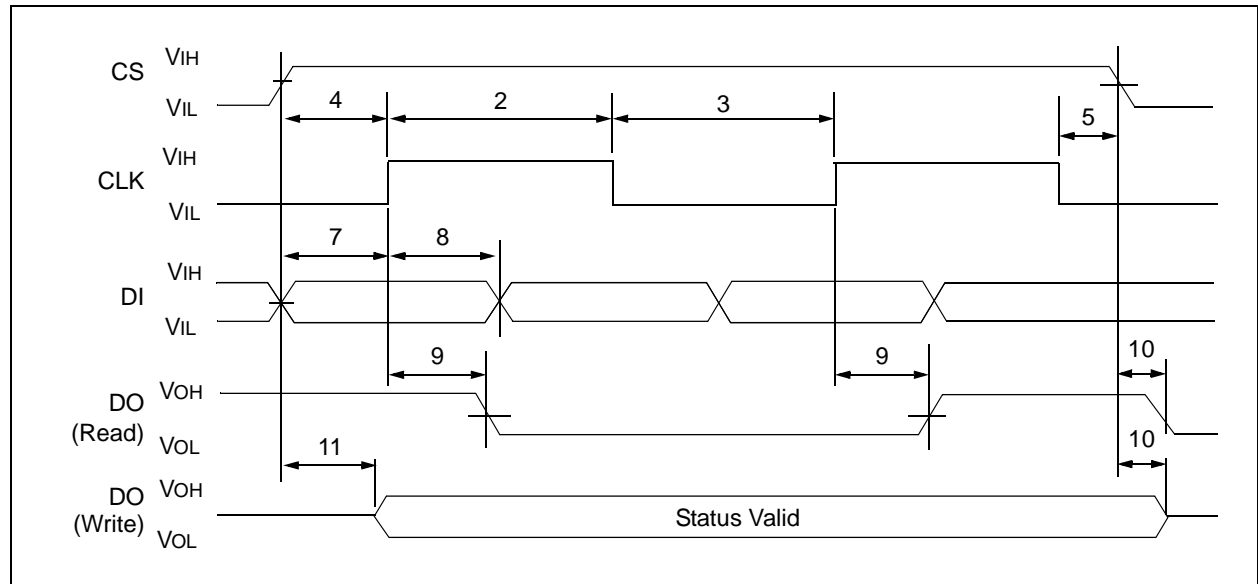 CS VIH
VIL
4 2 3 5
CLK VIH
VIL
7 8
DI VIH
VIL
9 9 10
DO (Read) VOH
VOL
11 10
DO (Write) VOH
VOL
Status Valid